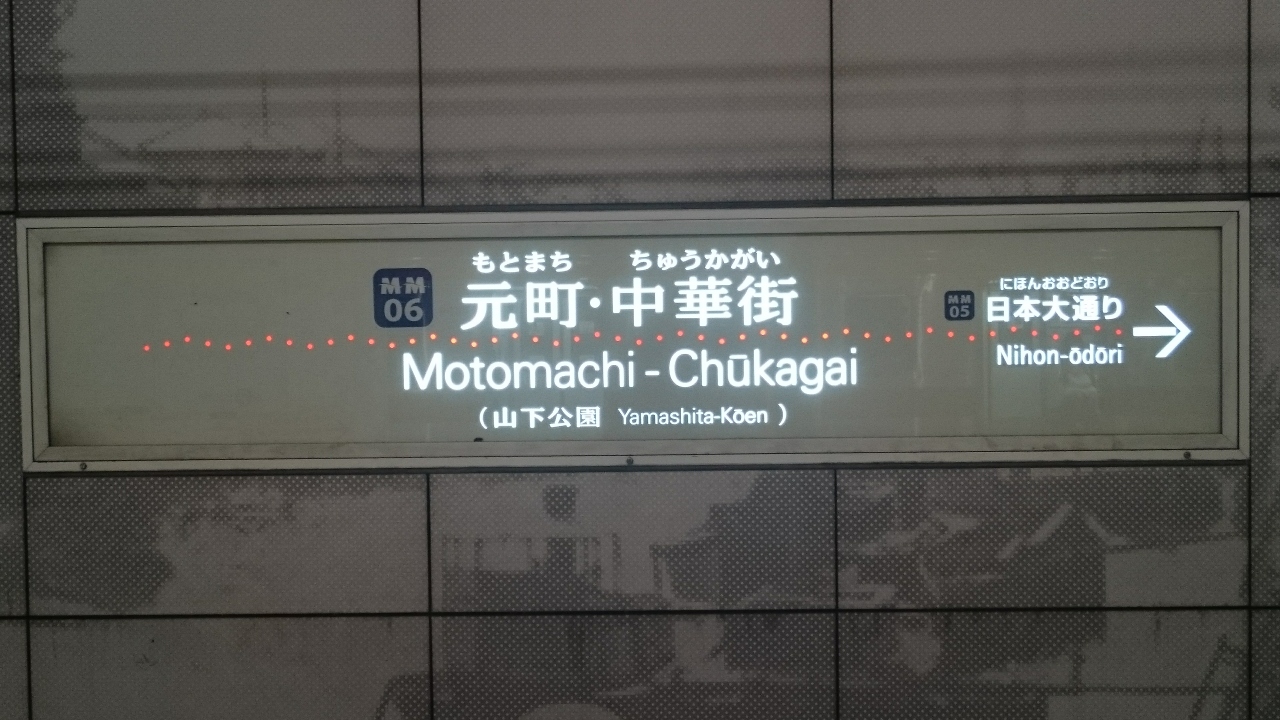 もとまち ちゅうかがい
MM
06
元町・中華街
Motomachi - Chūkagai
(山下公園 Yamashita-Kōen )
にほんおおどおり
MM
05
日本大通り
Nihon-ōdōri